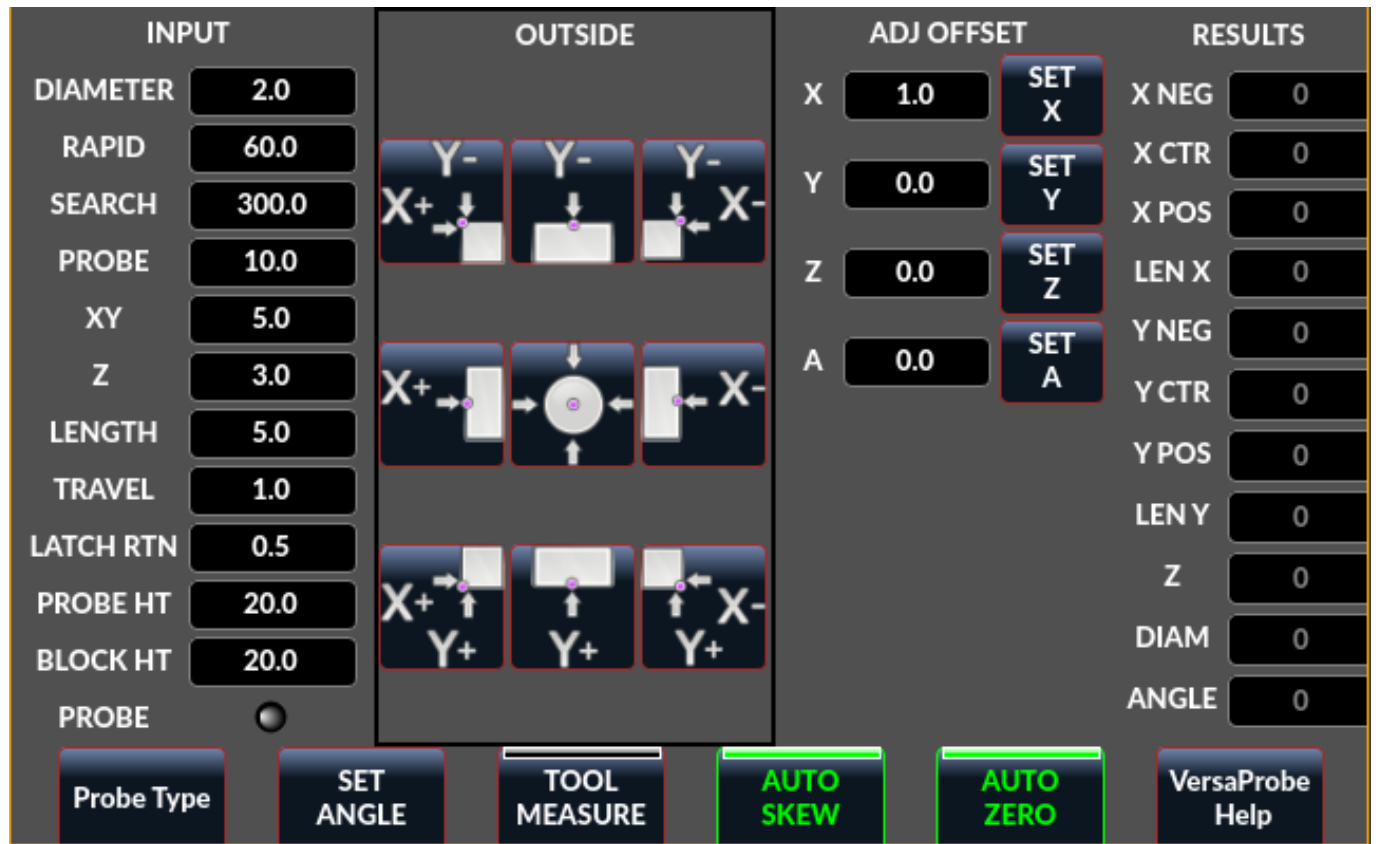 INPUT
DIAMETER 2.0
RAPID 60.0
SEARCH 300.0
PROBE 10.0
XY 5.0
Z 3.0
LENGTH 5.0
TRAVEL 1.0
LATCH RTN 0.5
PROBE HT 20.0
BLOCK HT 20.0
PROBE
OUTSIDE
Y- Y- Y-
X+ X-
X+ X-
X+ X-
Y+ Y+ Y+
ADJ OFFSET
X 1.0 SET
X
Y 0.0 SET
Y
Z 0.0 SET
Z
A 0.0 SET
A
RESULTS
X NEG 0
X CTR 0
X POS 0
LEN X 0
Y NEG 0
Y CTR 0
Y POS 0
LEN Y 0
Z 0
DIAM 0
ANGLE 0
Probe Type
SET
ANGLE
TOOL
MEASURE
AUTO
SKEW
AUTO
ZERO
VersaProbe
Help